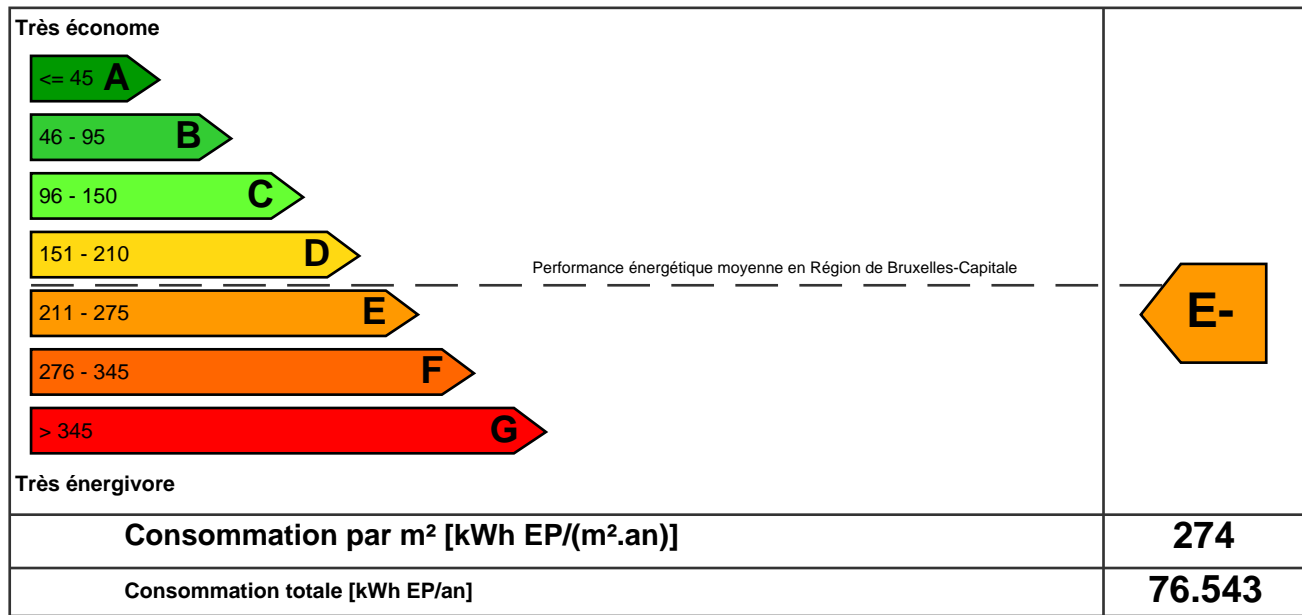 Très économe
<= 45 A
46 - 95 B
96 - 150 C
151 - 210 D
Performance énergétique moyenne en Région de Bruxelles-Capitale
211 - 275 E
E-
276 - 345 F
> 345 G
Très énergivore
Consommation par m² [kWh EP/(m².an)] 274
Consommation totale [kWh EP/an] 76.543